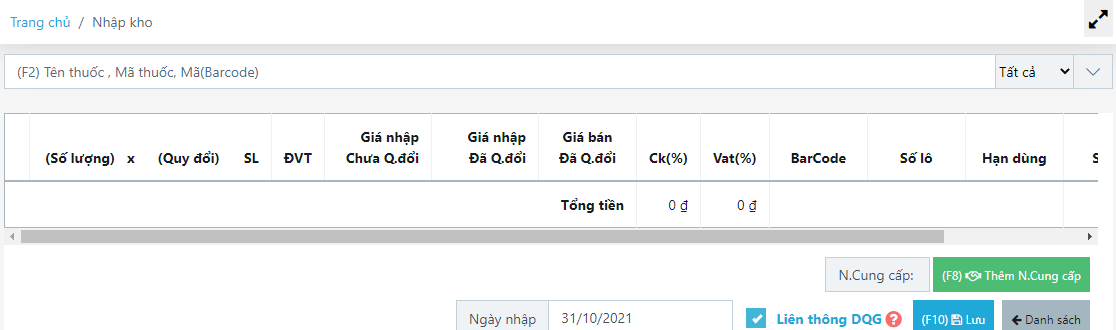 Trang chủ / Nhập kho
(F2) Tên thuốc , Mã thuốc, Mã(Barcode) Tất cả
Giá nhập Giá nhập Giá bán
(Số lượng) x (Quy đổi) SL ĐVT Chưa Q.đổi Đã Q.đổi Đã Q.đổi Ck(%) Vat(%) BarCode Số lô Hạn dùng S
Tổng tiền 0 ₫ 0 ₫
N.Cung cấp: (F8) Thêm N.Cung cấp
Ngày nhập 31/10/2021 Liên thông DQG ? (F10) Lưu Danh sách